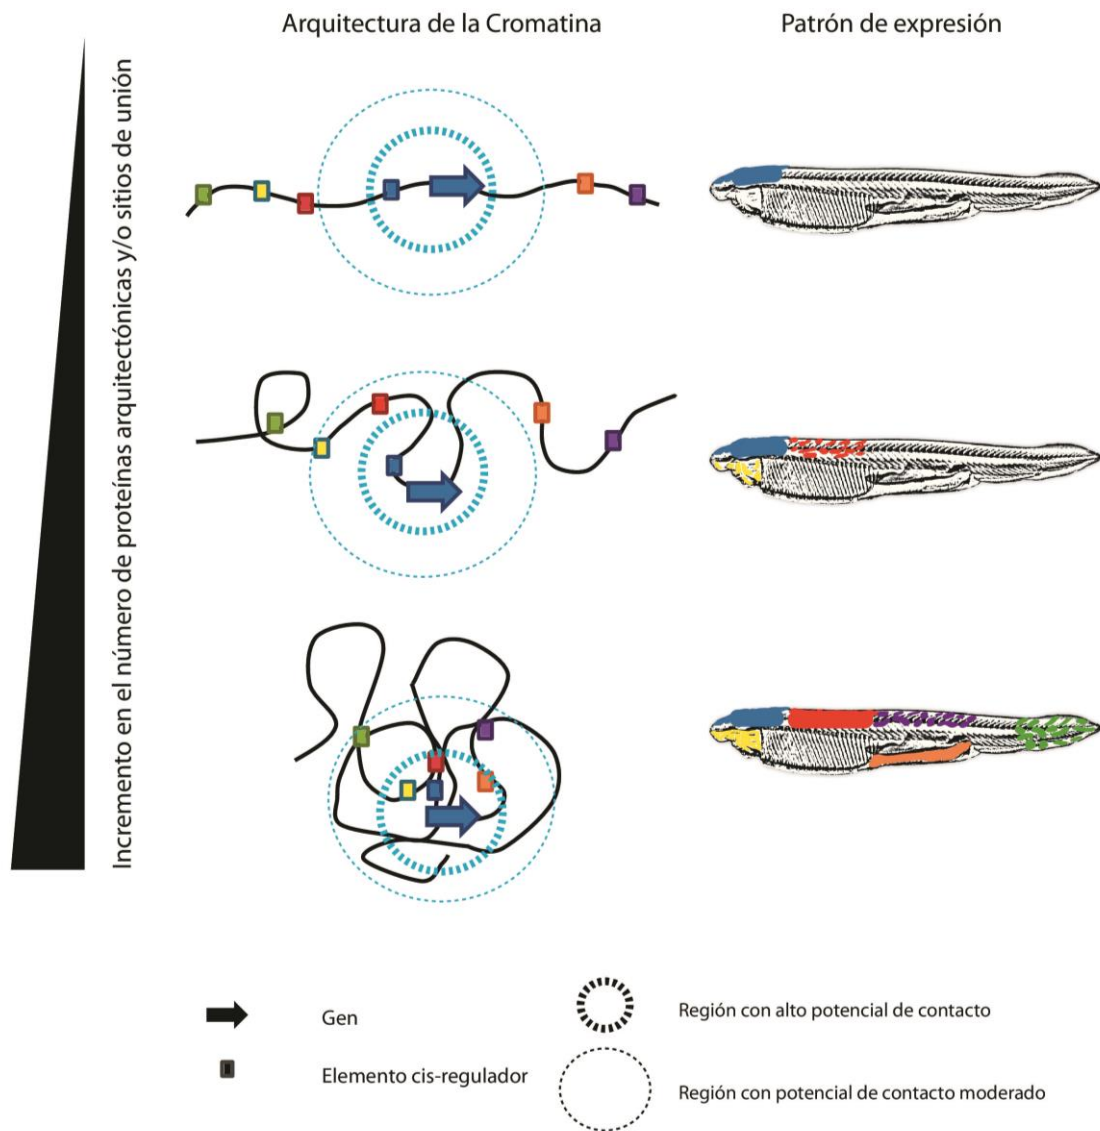 Arquitectura de la Cromatina
Patrón de expresión
Incremento en el número de proteínas arquitectónicas y/o sitios de unión
Gen
Región con alto potencial de contacto
Elemento cis-regulador
Región con potencial de contacto moderado